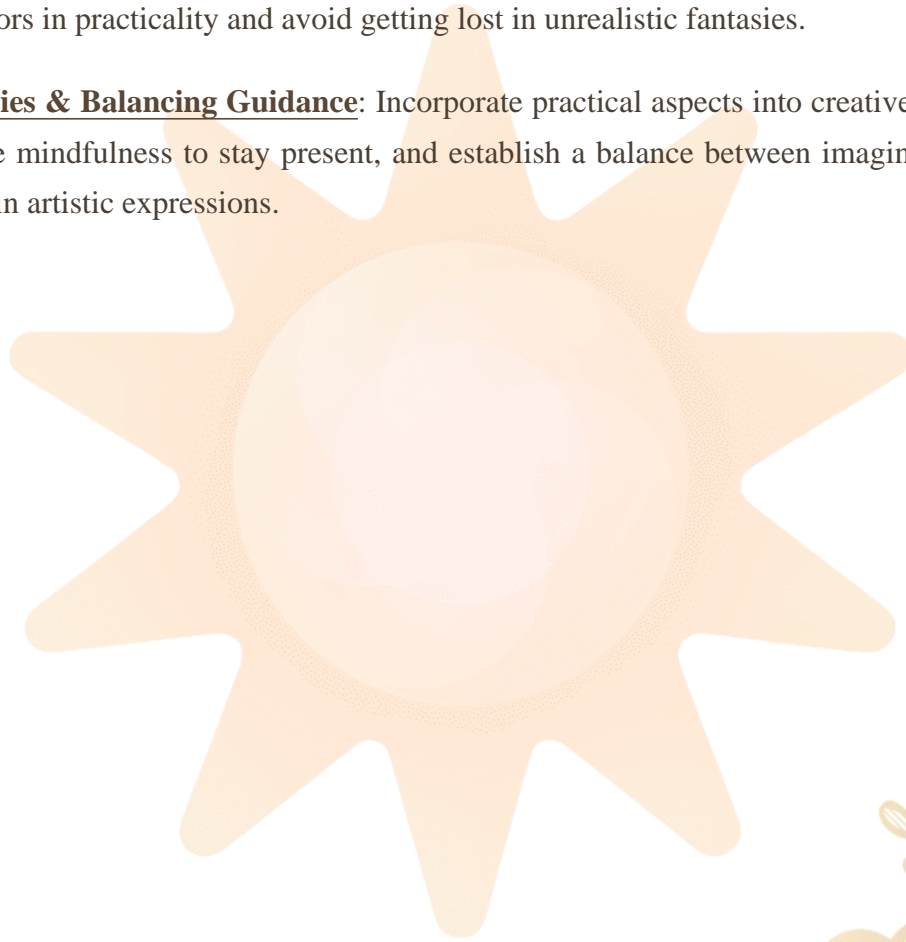 ors in practicality and avoid getting lost in unrealistic fantasies.
ies & Balancing Guidance: Incorporate practical aspects into creative
e mindfulness to stay present, and establish a balance between imagin
in artistic expressions.